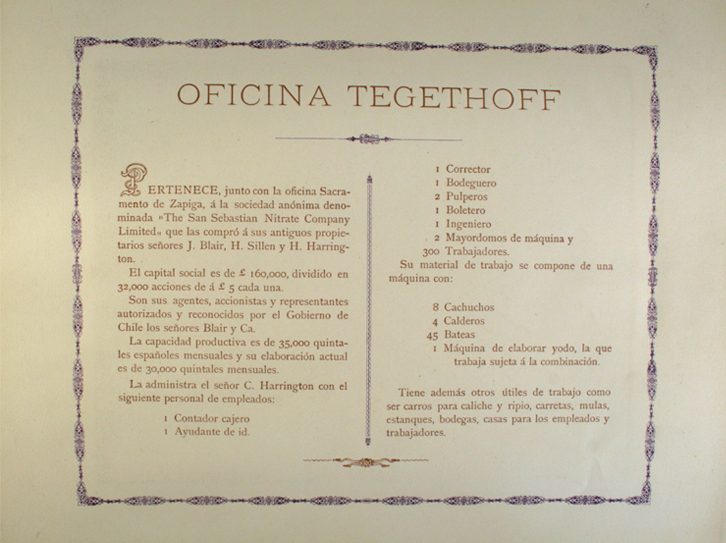 OFICINA TEGETHOFF
PERTENECE, junto con la oficina Sacra-
mento de Zapiga, á la sociedad anónima deno-
minada "The San Sebastian Nitrate Company
Limited" que las compró á sus antiguos propie-
tarios señores J. Blair, H. Sillen y H. Harring-
ton.
El capital social es de £ 160,000, dividido en
32,000 acciones de á £ 5 cada una.
Son sus agentes, accionistas y representantes
autorizados y reconocidos por el Gobierno de
Chile los señores Blair y Ca.
La capacidad productiva es de 35,000 quinta-
les españoles mensuales y su elaboración actual
es de 30,000 quintales mensuales.
La administra el señor C. Harrington con el
siguiente personal de empleados:
1 Contador cajero
1 Ayudante de id.
1 Corrector
1 Bodeguero
2 Pulperos
1 Boletero
1 Ingeniero
2 Mayordomos de máquina y
300 Trabajadores.
Su material de trabajo se compone de una
máquina con:
8 Cachuchos
4 Calderos
45 Bateas
1 Máquina de elaborar yodo, la que
trabaja sujeta á la combinación.
Tiene además otros útiles de trabajo como
ser carros para caliche y ripio, carretas, mulas,
estanques, bodegas, casas para los empleados y
trabajadores.